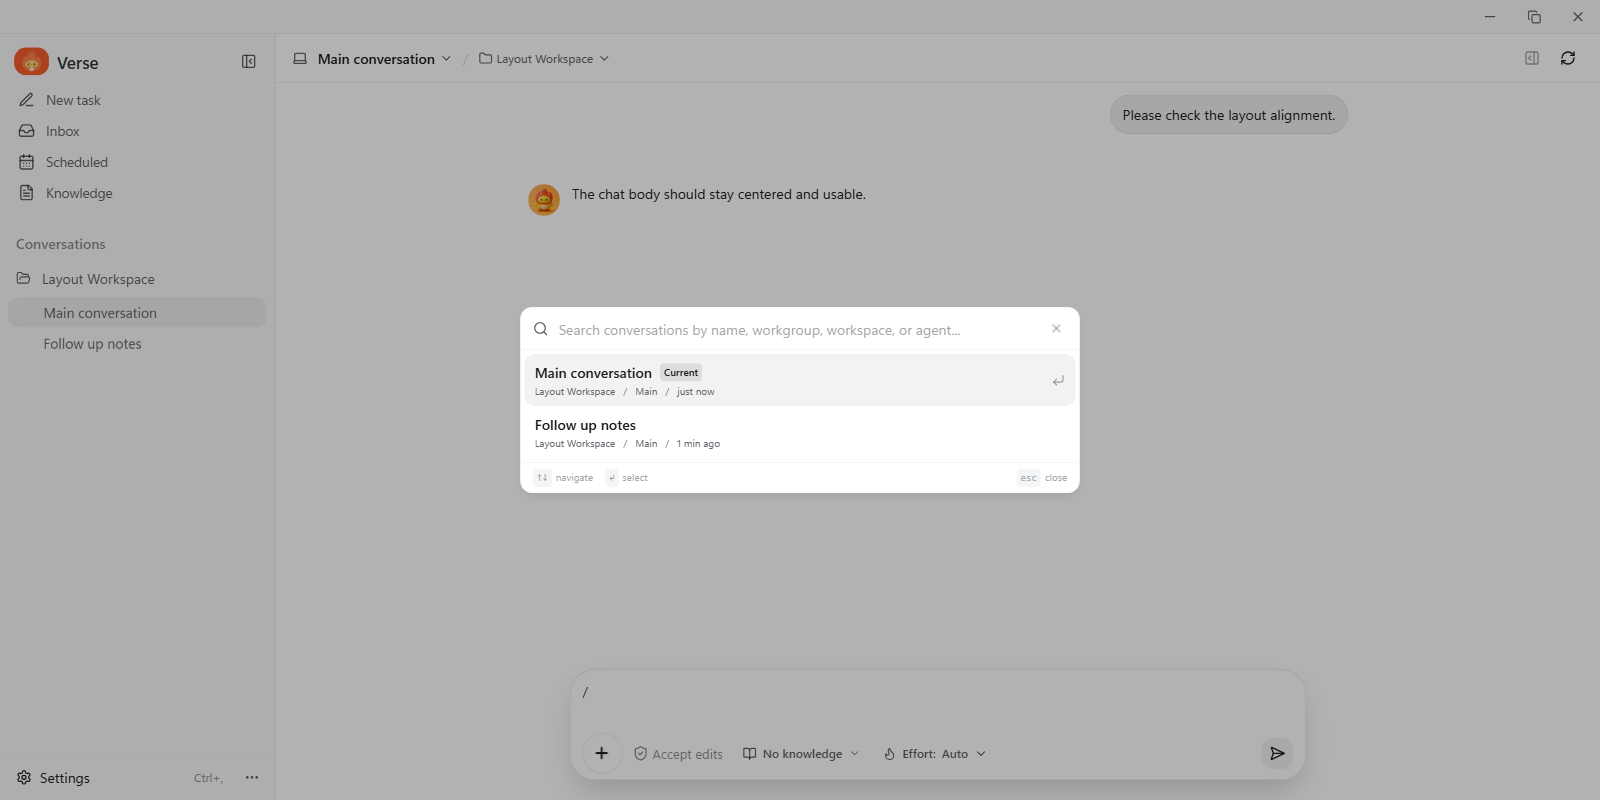 Verse
New task
Inbox
Scheduled
Knowledge
Conversations
Layout Workspace
Main conversation
Follow up notes
Settings Ctrl+,
Main conversation / Layout Workspace
Please check the layout alignment.
The chat body should stay centered and usable.
Search conversations by name, workgroup, workspace, or agent...
Main conversation Current
Layout Workspace / Main / just now
Follow up notes
Layout Workspace / Main / 1 min ago
navigate select esc close
/
Accept edits No knowledge Effort: Auto